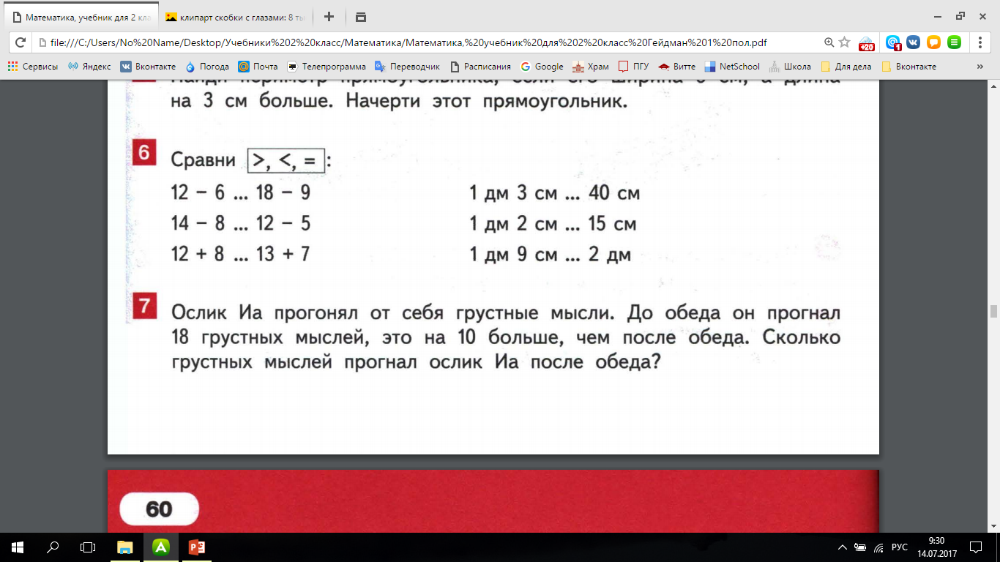 Математика, учебник для 2 кла
клипарт скобки с глазами: 8 ты
file:///C:/Users/No%20Name/Desktop/Учебники%202%20класс/Математика/Математика,%20учебник%20для%202%20класс%20Гейдман%201%20пол.pdf
+20
1
Сервисы Яндекс Вконтакте Погода Почта Телепрограмма Переводчик Расписания Google Храм ПГУ Витте NetSchool Школа Для дела Вконтакте »
на 3 см больше. Начерти этот прямоугольник.
6 Сравни >, <, = :
12 − 6 ... 18 − 9 1 дм 3 см ... 40 см
14 − 8 ... 12 − 5 1 дм 2 см ... 15 см
12 + 8 ... 13 + 7 1 дм 9 см ... 2 дм
7 Ослик Иа прогонял от себя грустные мысли. До обеда он прогнал
18 грустных мыслей, это на 10 больше, чем после обеда. Сколько
грустных мыслей прогнал ослик Иа после обеда?
60
РУС
9:30
14.07.2017